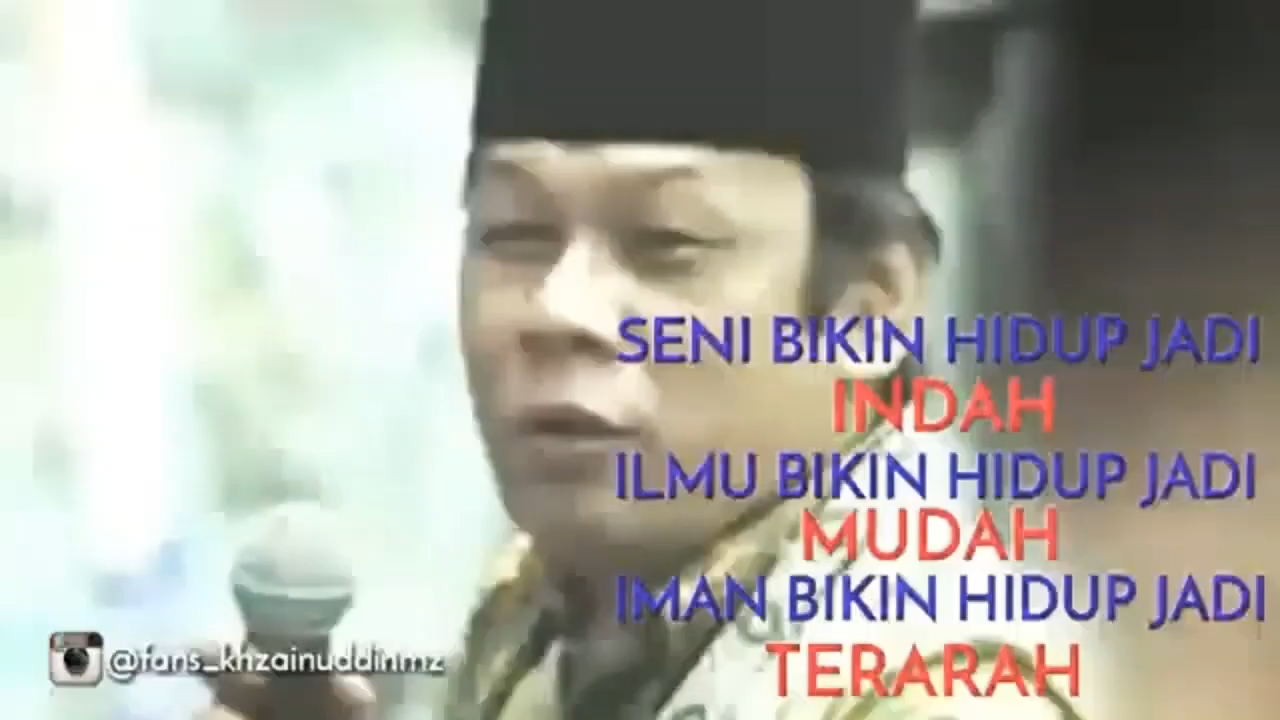 SENI BIKIN HIDUP JADI
INDAH
ILMU BIKIN HIDUP JADI
MUDAH
IMAN BIKIN HIDUP JADI
TERARAH
@fans_khzainuddinmz